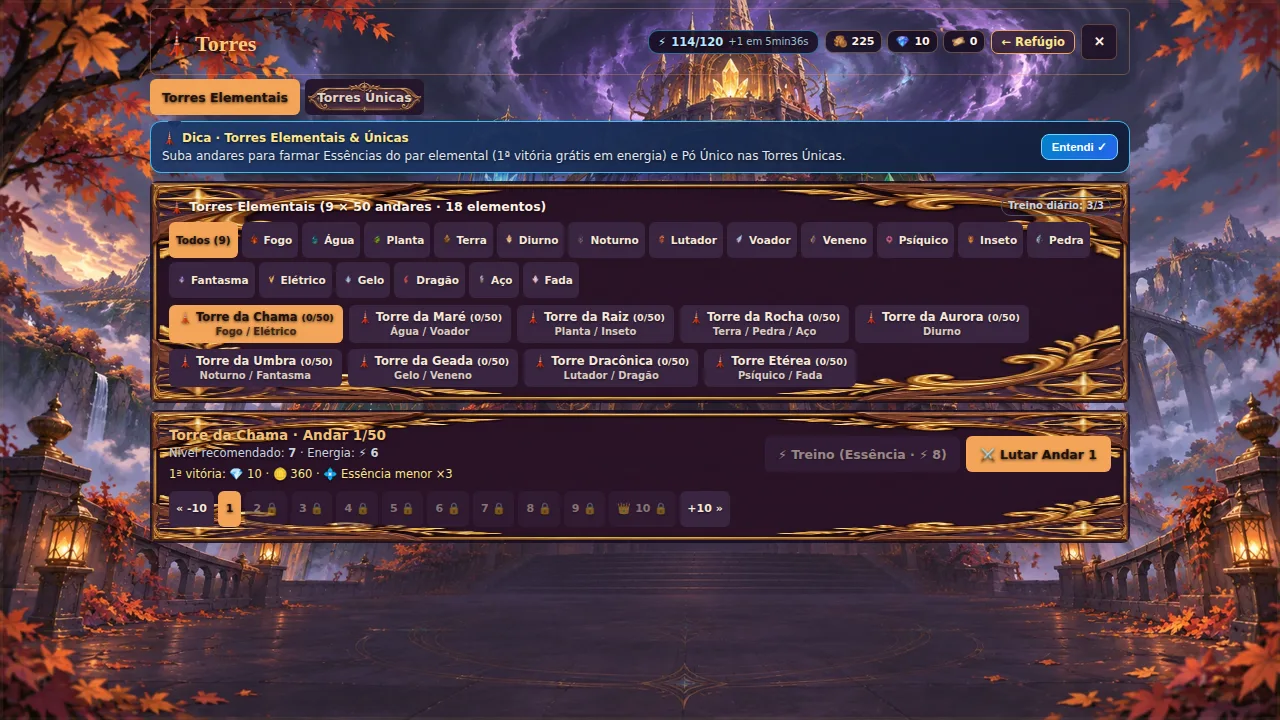 Torres
⚡ 114/120 +1 em 5min36s
225
10
0
← Refúgio
✕
Torres Elementais
Torres Únicas
Dica · Torres Elementais & Únicas
Suba andares para farmar Essências do par elemental (1ª vitória grátis em energia) e Pó Único nas Torres Únicas.
Entendi ✓
Torres Elementais (9 × 50 andares · 18 elementos)
Treino diário: 3/3
Todos (9) Fogo Água Planta Terra Diurno Noturno Lutador Voador Veneno Psíquico Inseto Pedra
Fantasma Elétrico Gelo Dragão Aço Fada
Torre da Chama (0/50) Torre da Maré (0/50) Torre da Raiz (0/50) Torre da Rocha (0/50) Torre da Aurora (0/50)
Fogo / Elétrico Água / Voador Planta / Inseto Terra / Pedra / Aço Diurno
Torre da Umbra (0/50) Torre da Geada (0/50) Torre Dracônica (0/50) Torre Etérea (0/50)
Noturno / Fantasma Gelo / Veneno Lutador / Dragão Psíquico / Fada
Torre da Chama · Andar 1/50
Nível recomendado: 7 · Energia: ⚡ 6
1ª vitória: 💎 10 · 🪙 360 · 💠 Essência menor ×3
⚡ Treino (Essência · ⚡ 8)
⚔️ Lutar Andar 1
« -10 1 2 🔒 3 🔒 4 🔒 5 🔒 6 🔒 7 🔒 8 🔒 9 🔒 👑 10 🔒 +10 »